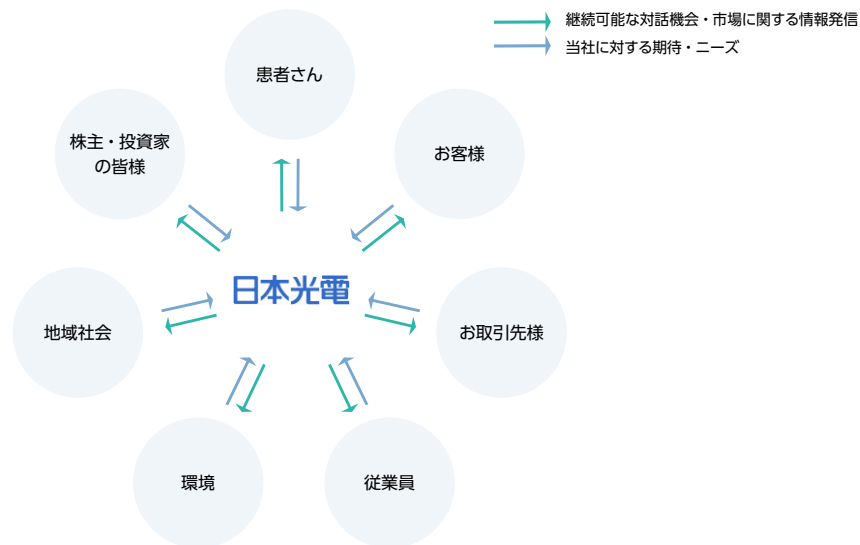 継続可能な対話機会・市場に関する情報発信
当社に対する期待・ニーズ
患者さん
株主・投資家
の皆様
お客様
日本光電
地域社会
お取引先様
環境
従業員